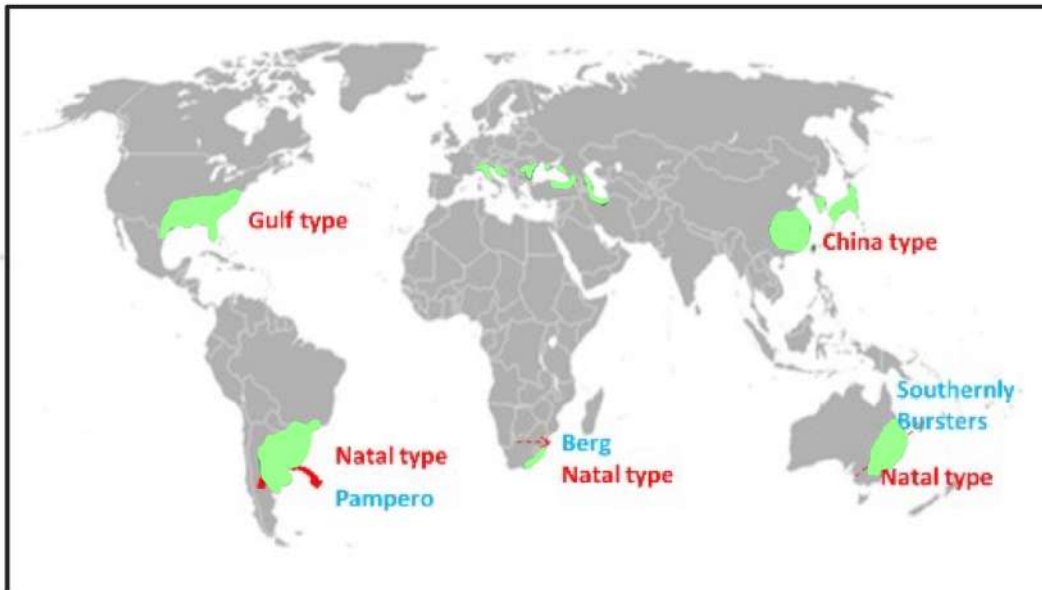 Gulf type
China type
Southernly
Bursters
Natal type
Pampero
Berg
Natal type
Natal type